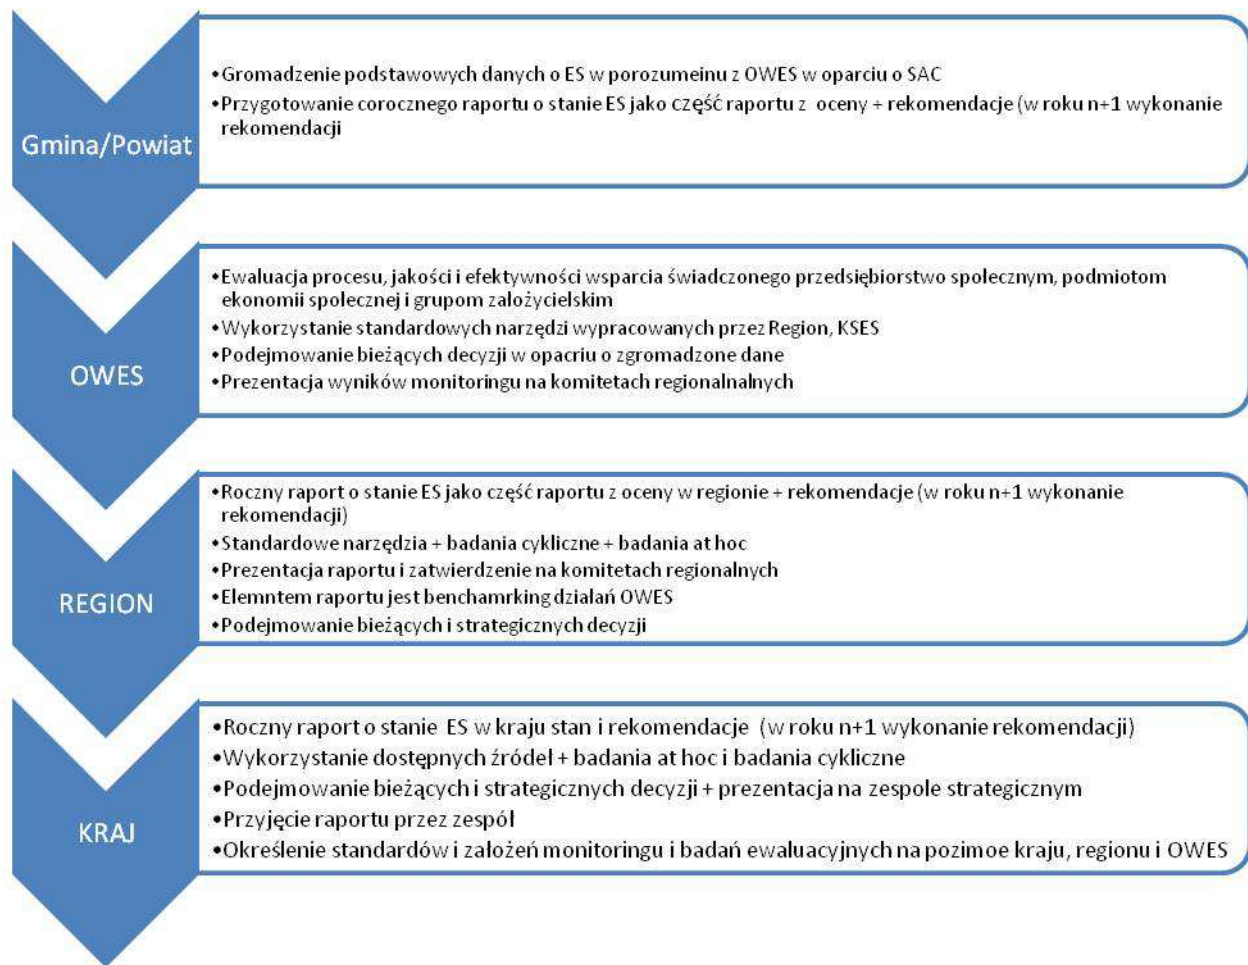 Gmina/Powiat
•Gromadzenie podstawowych danych o ES w porozumeinu z OWES w oparciu o SAC
•Przygotowanie corocznego raportu o stanie ES jako część raportu z oceny + rekomendacje (w roku n+1 wykonanie
rekomendacji
OWES
•Ewaluacja procesu, jakości i efektywności wsparcia świadczonego przedsiębiorstwo społecznym, podmiotom
ekonomii społecznej i grupom założycielskim
•Wykorzystanie standardowych narzędzi wypracowanych przez Region, KSES
•Podejmowanie bieżących decyzji w opacriu o zgromadzone dane
•Prezentacja wyników monitoringu na komitetach regionalnalnych
REGION
•Roczny raport o stanie ES jako część raportu z oceny w regionie + rekomendacje (w roku n+1 wykonanie
rekomendacji)
•Standardowe narzędzia + badania cykliczne + badania at hoc
•Prezentacja raportu i zatwierdzenie na komitetach regionalnych
•Elemntem raportu jest benchamrking działań OWES
•Podejmowanie bieżących i strategicznych decyzji
KRAJ
•Roczny raport o stanie ES w kraju stan i rekomendacje (w roku n+1 wykonanie rekomendacji)
•Wykorzystanie dostępnych źródeł + badania at hoc i badania cykliczne
•Podejmowanie bieżących i strategicznych decyzji + prezentacja na zespole strategicznym
•Przyjęcie raportu przez zespół
•Określenie standardów i założeń monitoringu i badań ewaluacyjnych na pozimoe kraju, regionu i OWES